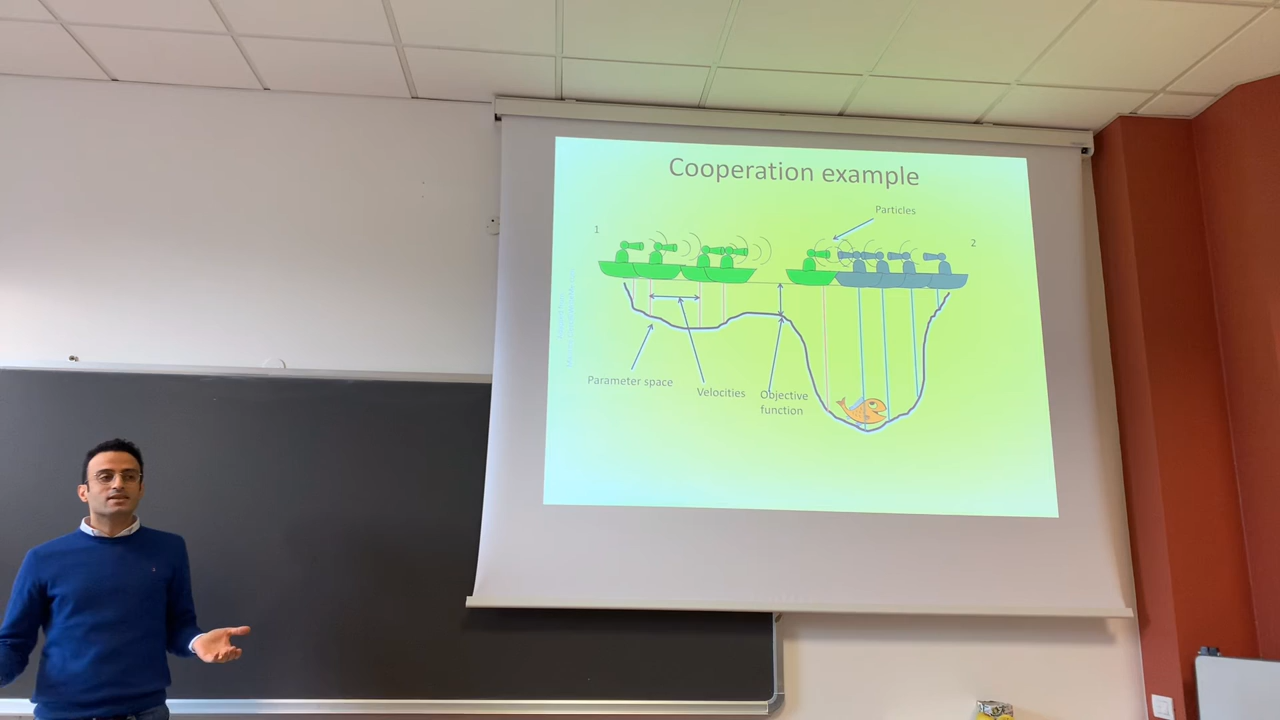 Cooperation example
Particles
1
2
Parameter space
Velocities
Objective
function